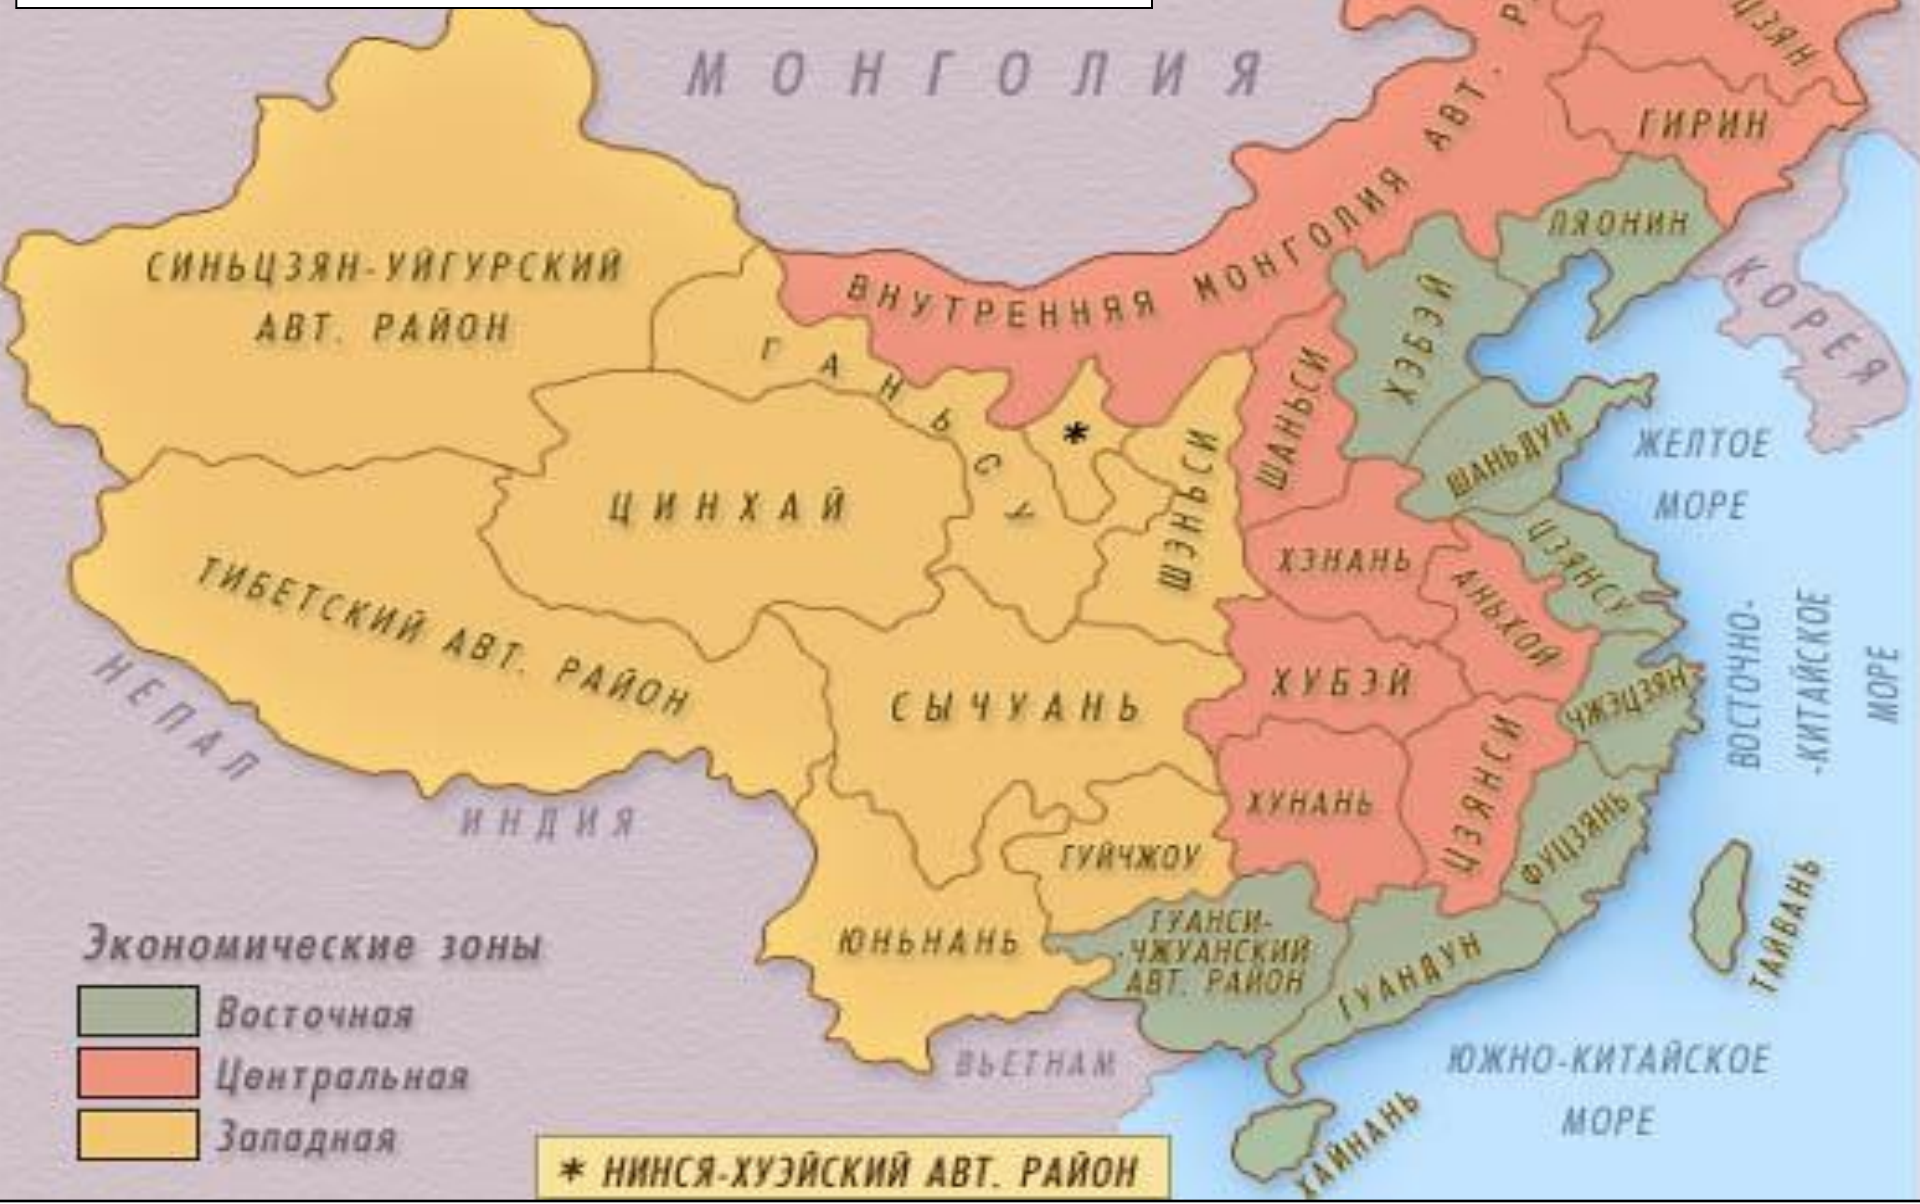 МОНГОЛИЯ
ЦЗЯН
ГИРИН
ВНУТРЕННЯЯ МОНГОЛИЯ АВТ. Р
ЛЯОНИН
СИНЬЦЗЯН-УЙГУРСКИЙ
АВТ. РАЙОН
КОРЕЯ
ГАНЬСУ
ХЭБЭЙ
ШАНЬСИ
*
ШАНЬДУН
ЖЕЛТОЕ
МОРЕ
ЦИНХАЙ
ШЭНЬСИ
ХЭНАНЬ
ЦЗЯНСУ
АНЬХОЙ
ТИБЕТСКИЙ АВТ. РАЙОН
НЕПАЛ
СЫЧУАНЬ
ХУБЭЙ
ЧЖЭЦЗЯН
ВОСТОЧНО-
-КИТАЙСКОЕ
МОРЕ
ИНДИЯ
ХУНАНЬ
ЦЗЯНСИ
ФУЦЗЯНЬ
ГУЙЧЖОУ
ТАЙВАНЬ
ЮНЬНАНЬ
ГУАНСИ-
-ЧЖУАНСКИЙ
АВТ. РАЙОН
ГУАНДУН
Экономические зоны
Восточная
Центральная
Западная
ВЬЕТНАМ
ЮЖНО-КИТАЙСКОЕ
МОРЕ
ХАЙНАНЬ
* НИНСЯ-ХУЭЙСКИЙ АВТ. РАЙОН